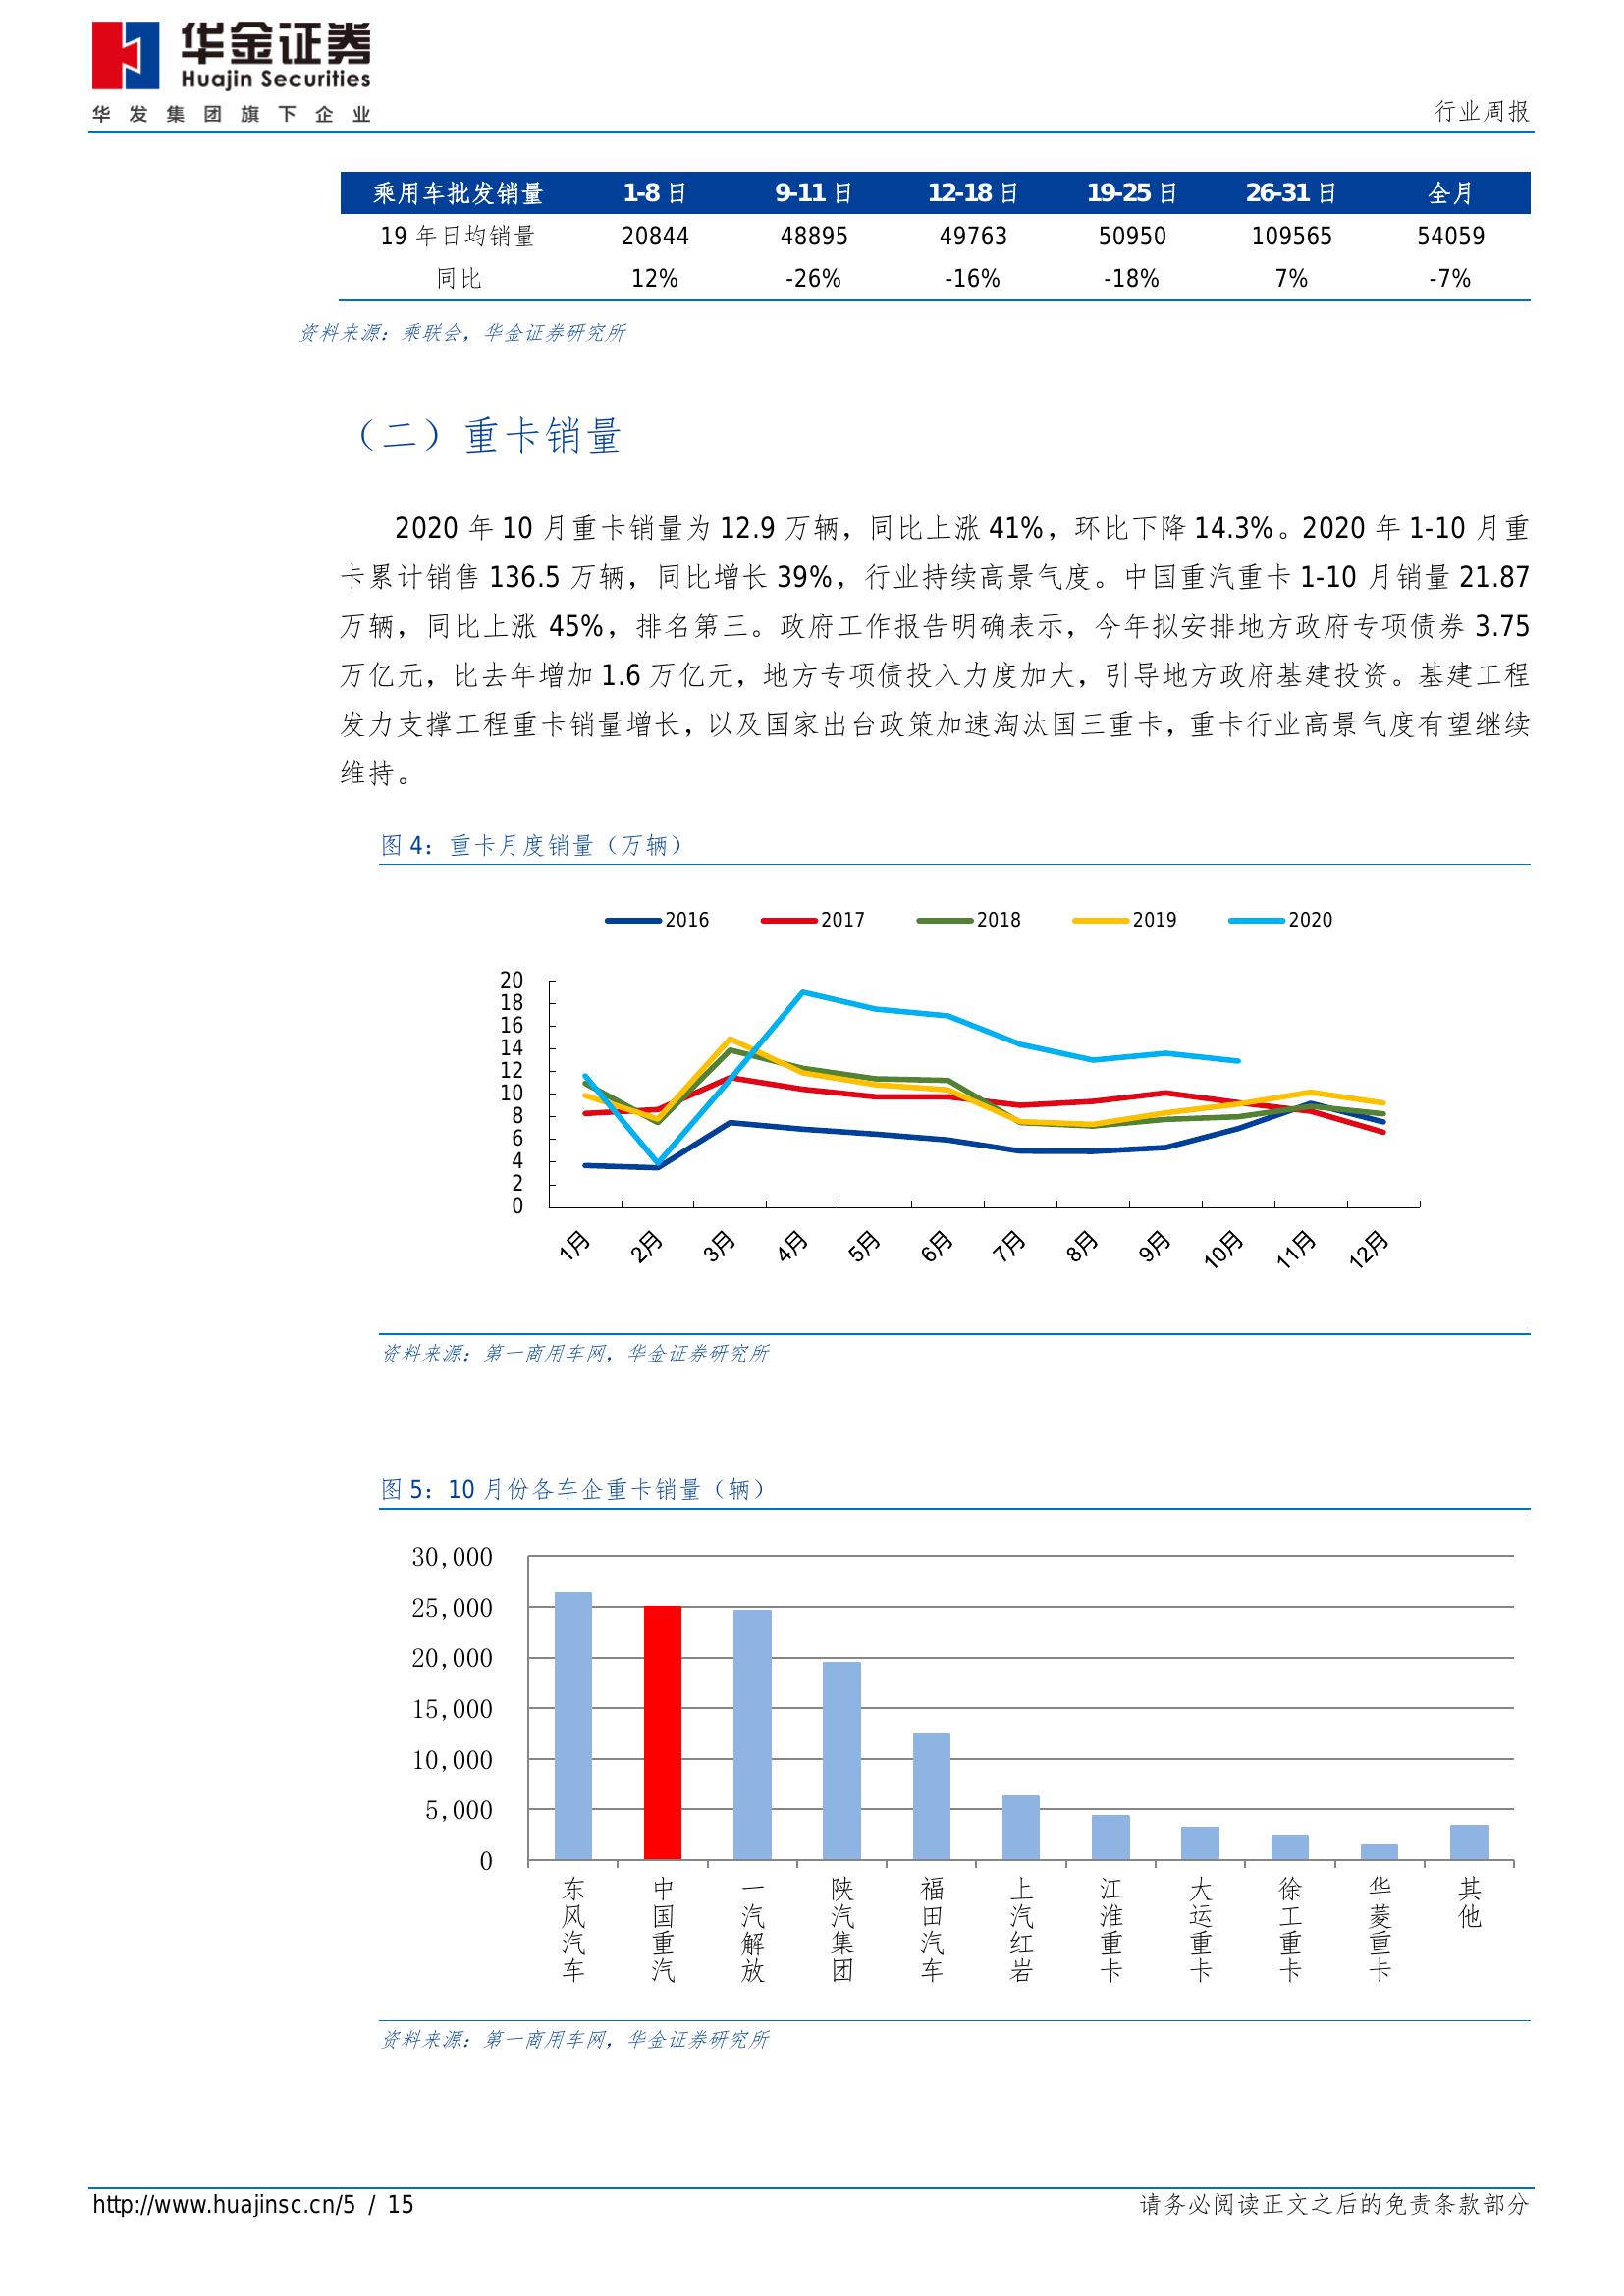 华金证券
Huajin Securities
华发集团旗下企业
行业周报
乘用车批发销量 1-8 日 9-11 日 12-18 日 19-25 日 26-31 日 全月
19 年日均销量 20844 48895 49763 50950 109565 54059
同比 12% -26% -16% -18% 7% -7%
资料来源：乘联会，华金证券研究所
（二）重卡销量
2020 年 10 月重卡销量为 12.9 万辆，同比上涨 41%，环比下降 14.3%。2020 年 1-10 月重
卡累计销售 136.5 万辆，同比增长 39%，行业持续高景气度。中国重汽重卡 1-10 月销量 21.87
万辆，同比上涨 45%，排名第三。政府工作报告明确表示，今年拟安排地方政府专项债券 3.75
万亿元，比去年增加 1.6 万亿元，地方专项债投入力度加大，引导地方政府基建投资。基建工程
发力支撑工程重卡销量增长，以及国家出台政策加速淘汰国三重卡，重卡行业高景气度有望继续
维持。
图 4：重卡月度销量（万辆）
2016 2017 2018 2019 2020
20
18
16
14
12
10
8
6
4
2
0
1月 2月 3月 4月 5月 6月 7月 8月 9月 10月 11月 12月
资料来源：第一商用车网，华金证券研究所
图 5：10 月份各车企重卡销量（辆）
30,000
25,000
20,000
15,000
10,000
5,000
0
东风汽车 中国重汽 一汽解放 陕汽集团 福田汽车 上汽红岩 江淮重卡 大运重卡 徐工重卡 华菱重卡 其他
资料来源：第一商用车网，华金证券研究所
http://www.huajinsc.cn/5 / 15
请务必阅读正文之后的免责条款部分